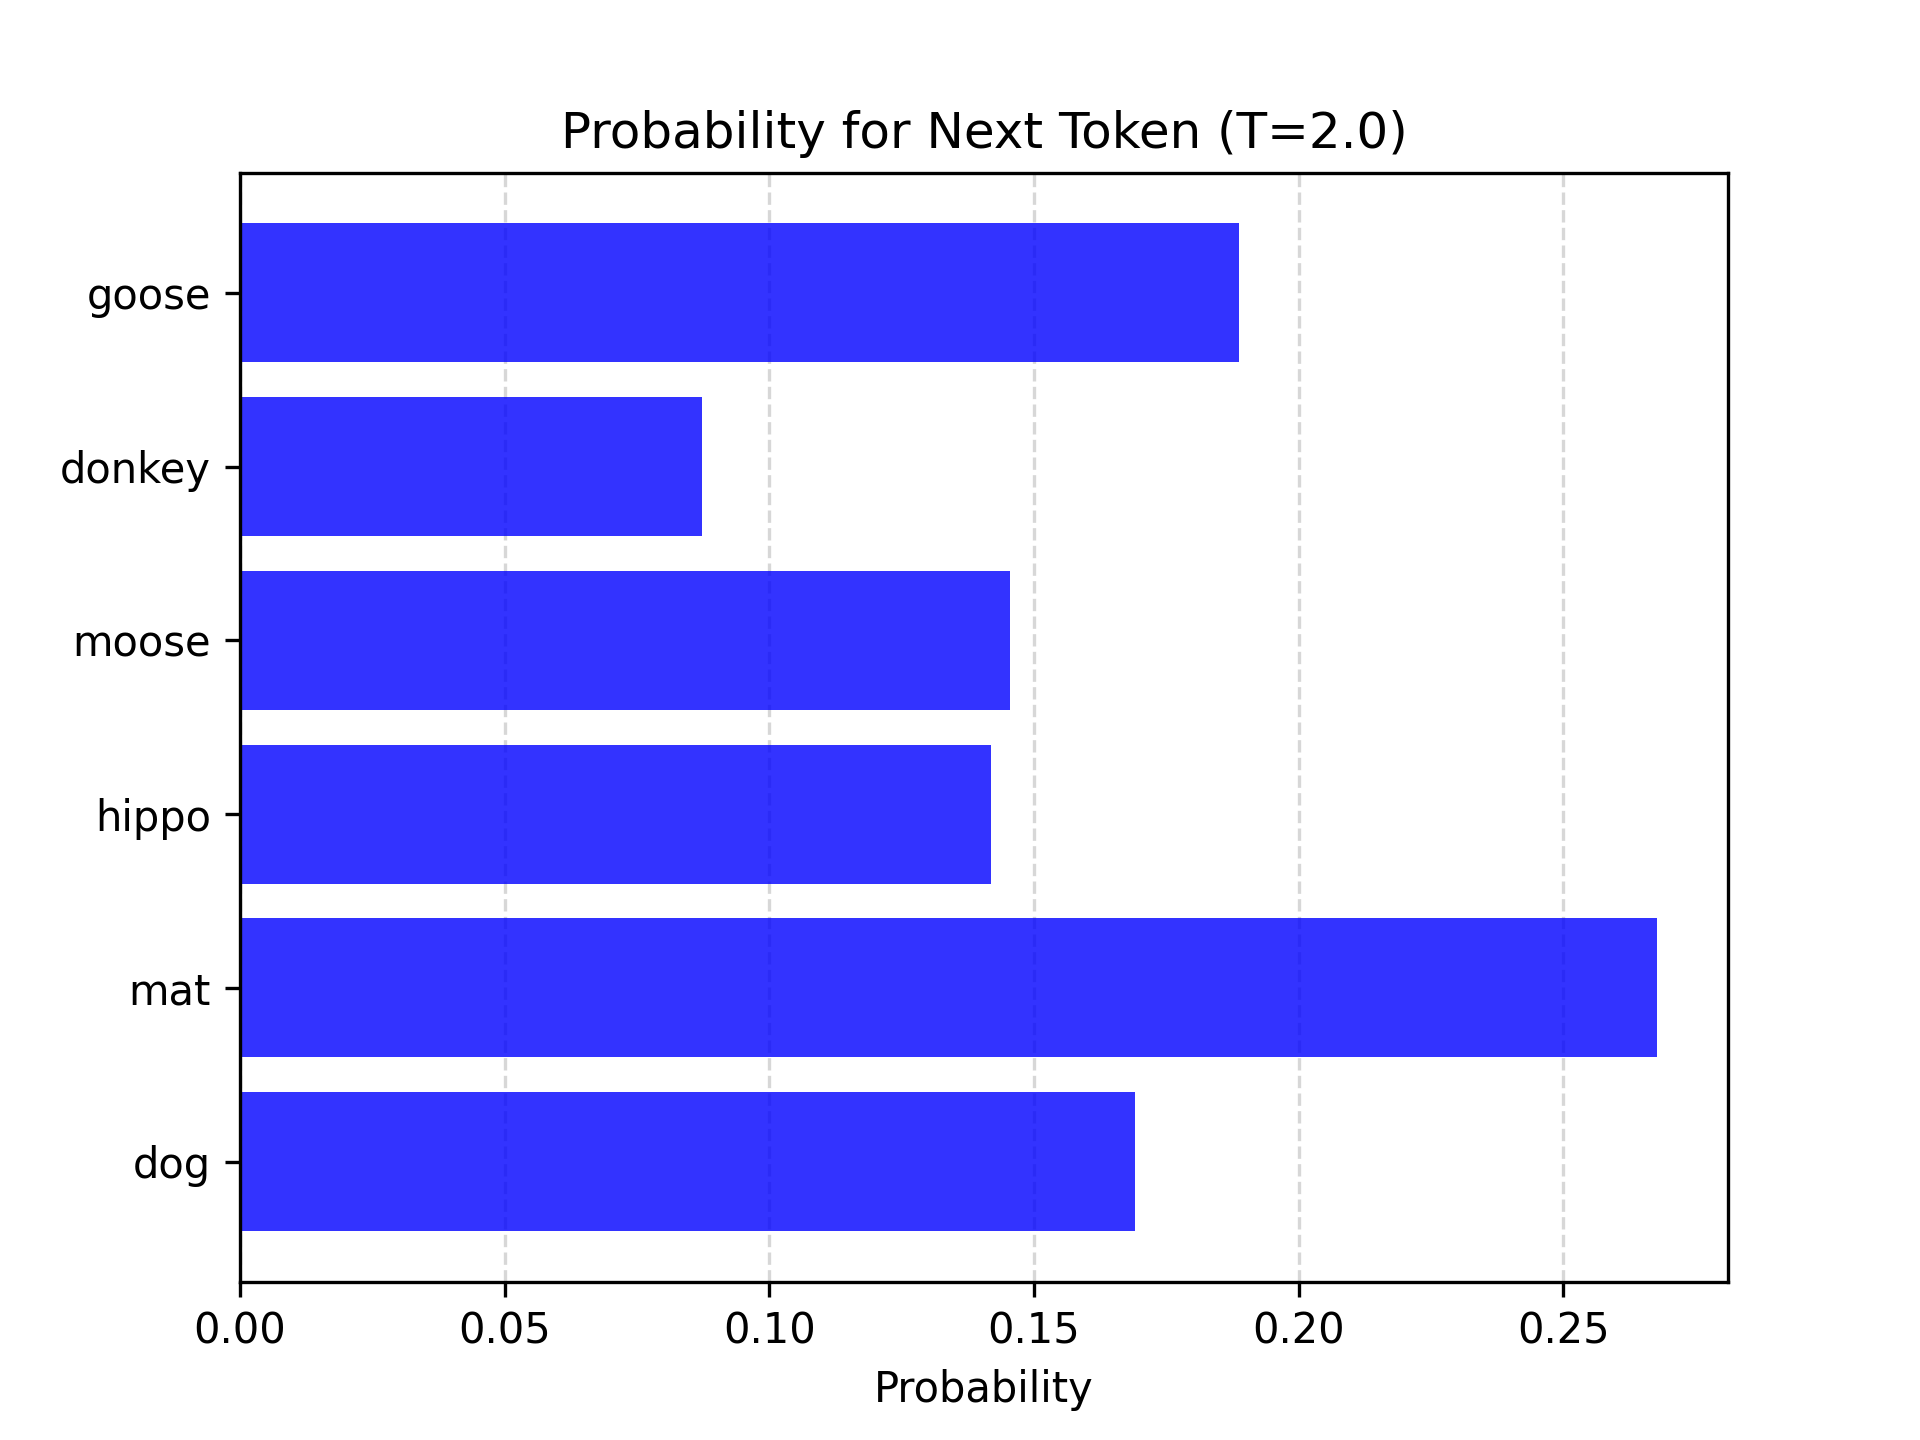 Probability for Next Token (T=2.0)
goose
donkey
moose
hippo
mat
dog
0.00 0.05 0.10 0.15 0.20 0.25
Probability